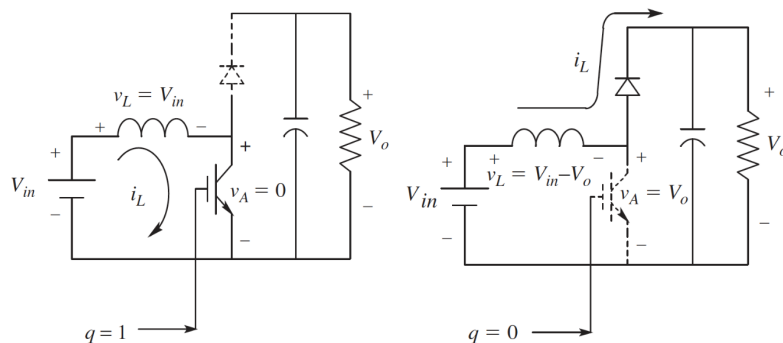 v_L = V_in
+ −
+
V_in
−
i_L
+
v_A = 0
−
+
V_o
−
q = 1
i_L
+ −
v_L = V_in−V_o
+
V_in
−
+
v_A = V_o
−
+
V_o
−
q = 0